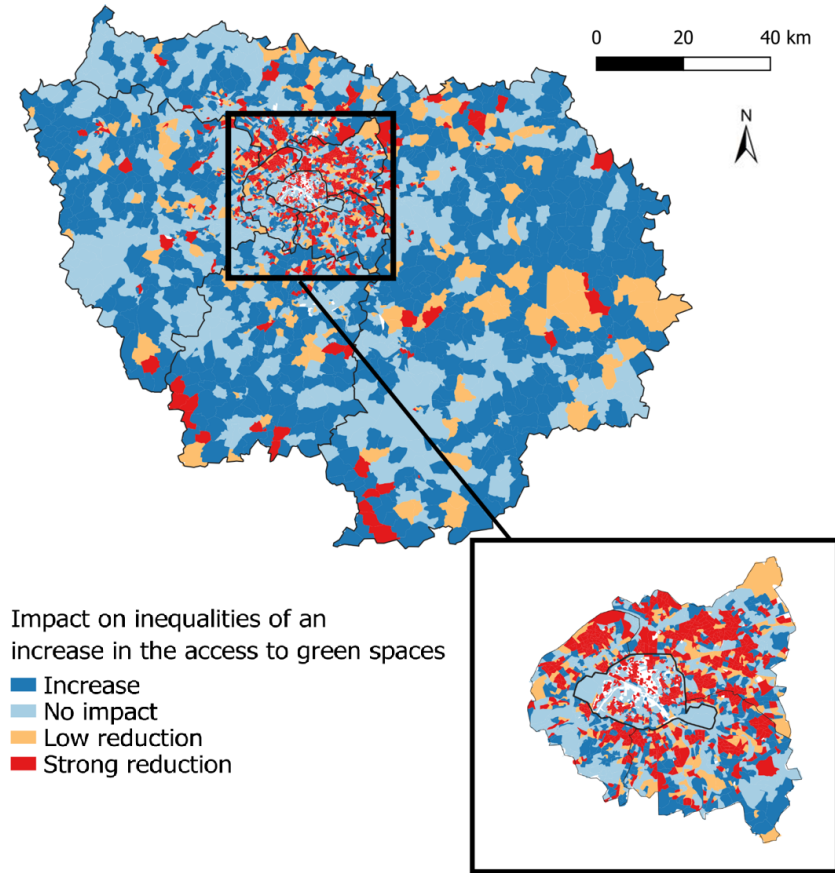 0 20 40 km
N
Impact on inequalities of an
increase in the access to green spaces
Increase
No impact
Low reduction
Strong reduction